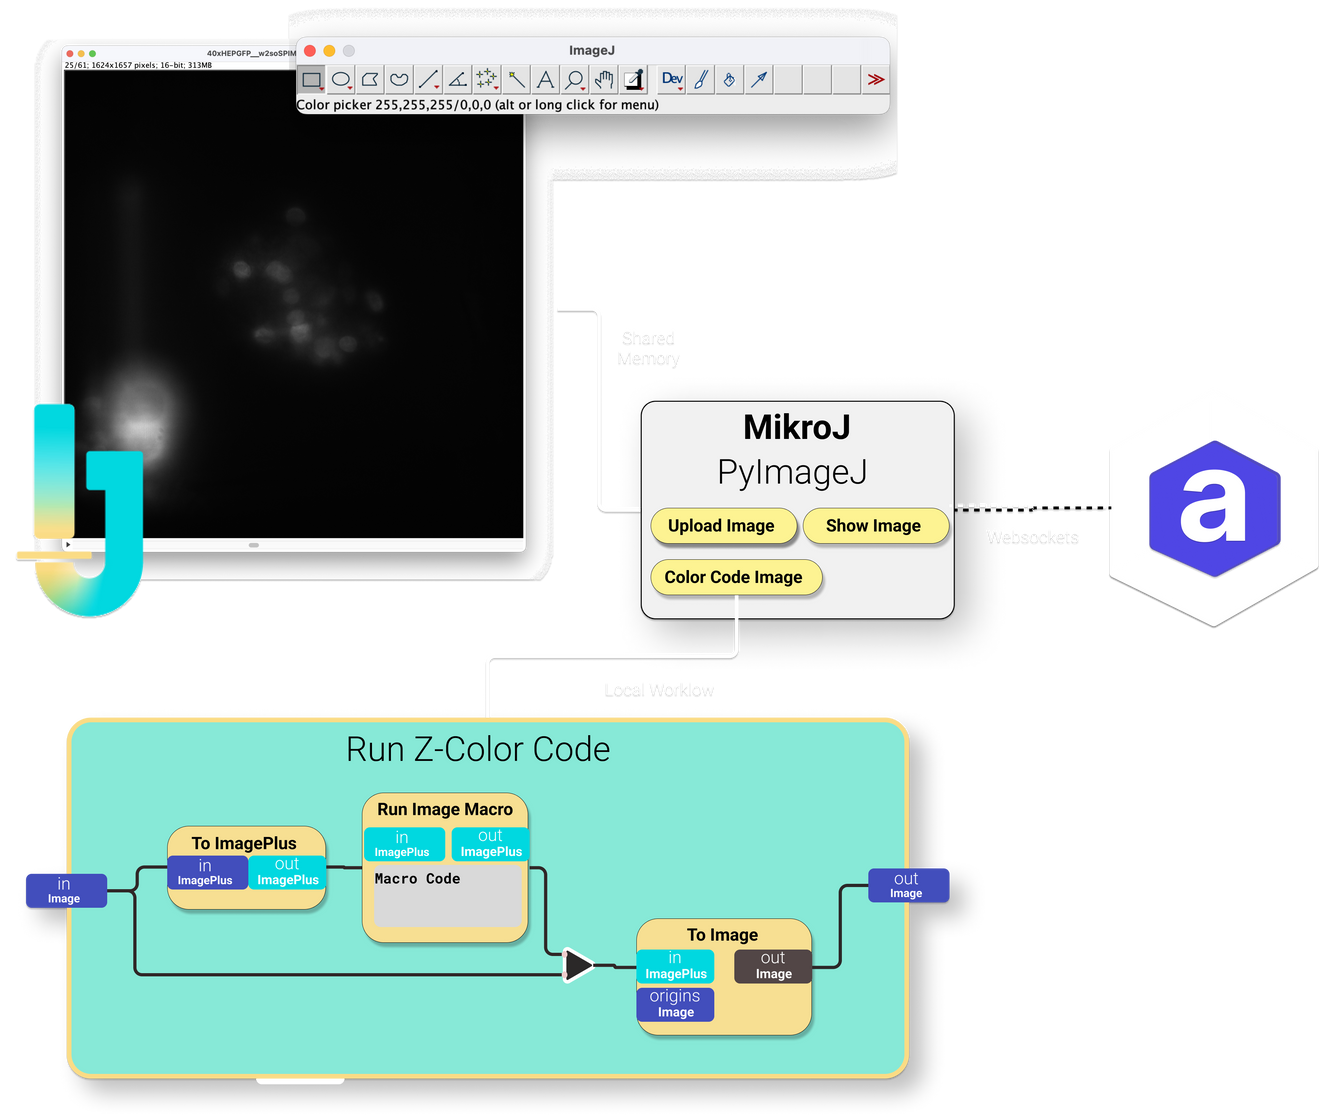 40xHEPGFP__w2soSPIM
ImageJ
25/61; 1624x1657 pixels; 16-bit; 313MB
Dev
Color picker 255,255,255/0,0,0 (alt or long click for menu)
Shared
Memory
MikroJ
PyImageJ
Upload Image
Show Image
Color Code Image
Websockets
a
Local Worklow
Run Z-Color Code
Run Image Macro
in
ImagePlus
out
ImagePlus
Macro Code
To ImagePlus
in
ImagePlus
out
ImagePlus
in
Image
out
Image
To Image
in
ImagePlus
out
Image
origins
Image